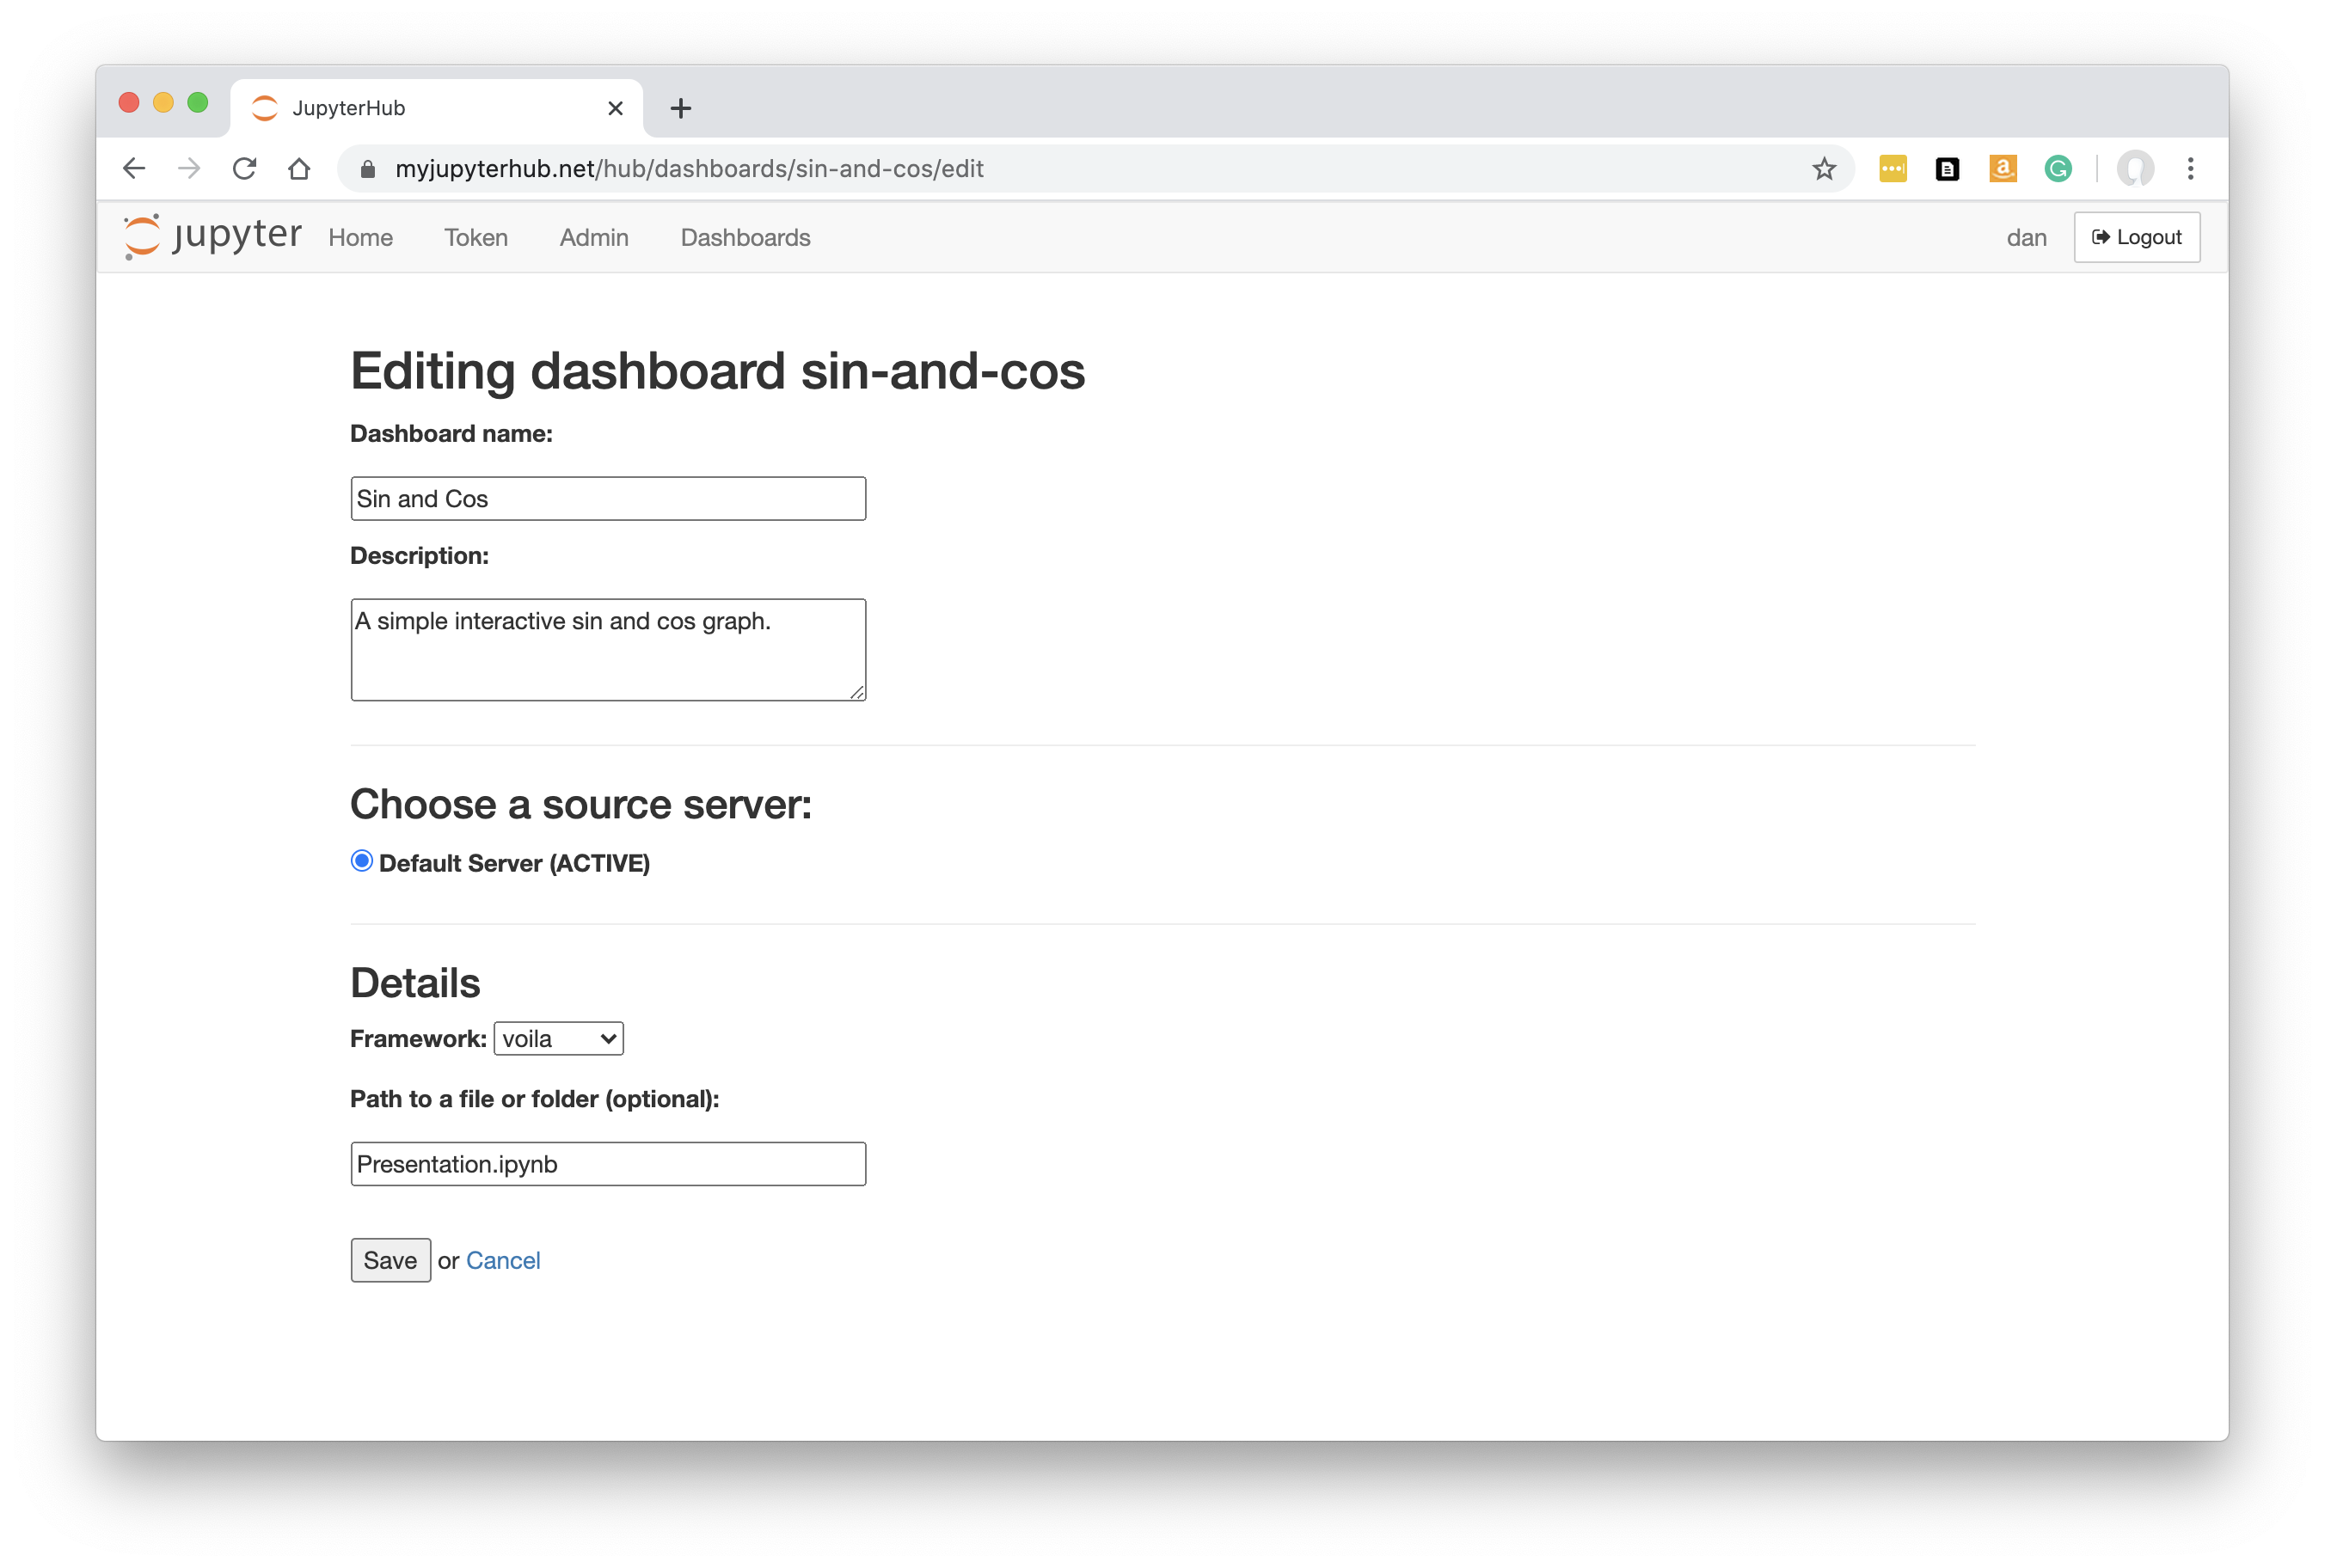 JupyterHub
myjupyterhub.net/hub/dashboards/sin-and-cos/edit
jupyter Home Token Admin Dashboards dan Logout
Editing dashboard sin-and-cos
Dashboard name:
Sin and Cos
Description:
A simple interactive sin and cos graph.
Choose a source server:
Default Server (ACTIVE)
Details
Framework: voila
Path to a file or folder (optional):
Presentation.ipynb
Save or Cancel